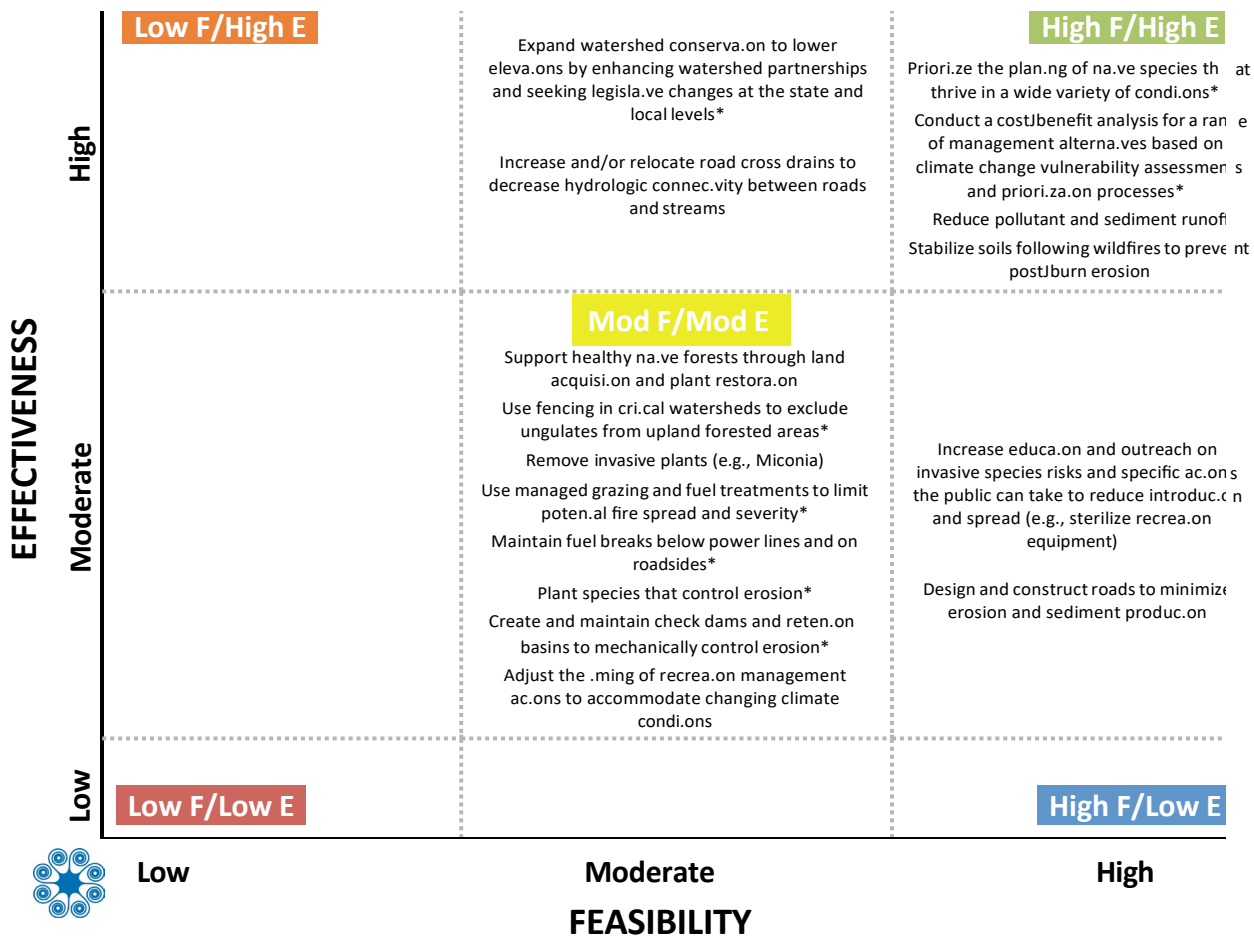 Low F/High E
Expand watershed conserva.on to lower
eleva.ons by enhancing watershed partnerships
and seeking legisla.ve changes at the state and
local levels*
Increase and/or relocate road cross drains to
decrease hydrologic connec.vity between roads
and streams
High F/High E
Priori.ze the plan.ng of na.ve species th at
thrive in a wide variety of condi.ons*
Conduct a costJbenefit analysis for a ran e
of management alterna.ves based on
climate change vulnerability assessmen s
and priori.za.on processes*
Reduce pollutant and sediment runoff
Stabilize soils following wildfires to preve nt
postJburn erosion
High
Mod F/Mod E
Support healthy na.ve forests through land
acquisi.on and plant restora.on
Use fencing in cri.cal watersheds to exclude
ungulates from upland forested areas*
Remove invasive plants (e.g., Miconia)
Use managed grazing and fuel treatments to limit
poten.al fire spread and severity*
Maintain fuel breaks below power lines and on
roadsides*
Plant species that control erosion*
Create and maintain check dams and reten.on
basins to mechanically control erosion*
Adjust the .ming of recrea.on management
ac.ons to accommodate changing climate
condi.ons
Increase educa.on and outreach on
invasive species risks and specific ac.on s
the public can take to reduce introduc.o n
and spread (e.g., sterilize recrea.on
equipment)
Design and construct roads to minimize
erosion and sediment produc.on
EFFECTIVENESS
Moderate
Low
Low F/Low E
High F/Low E
Low
Moderate
High
FEASIBILITY